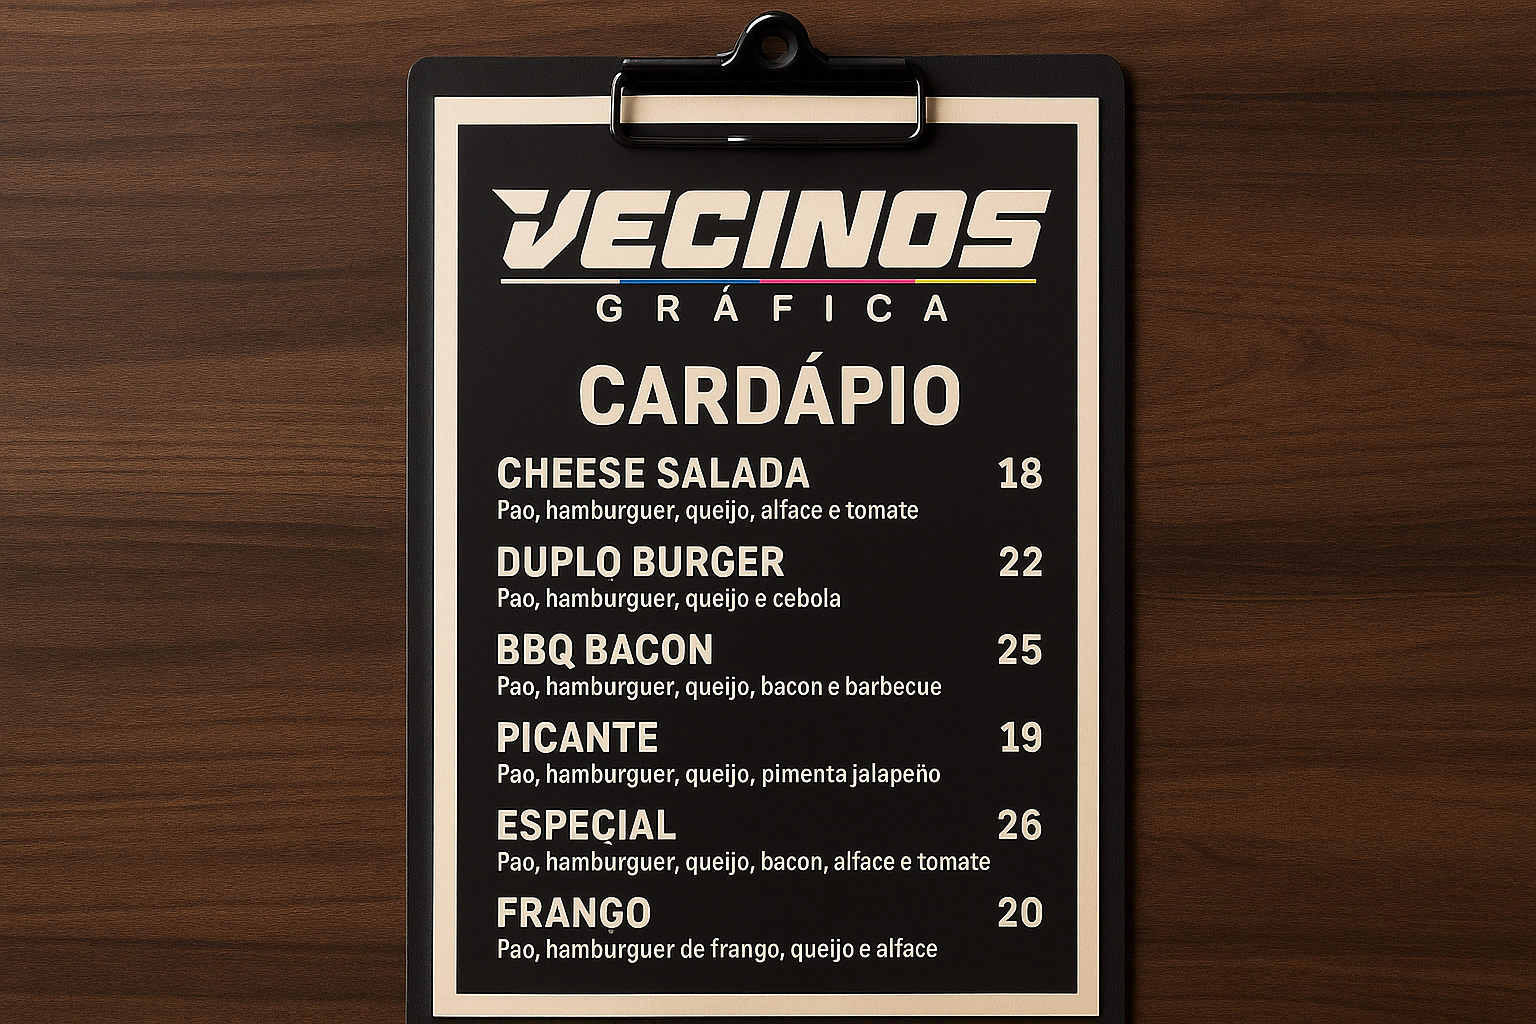 VECINOS
GRÁFICA
CARDÁPIO
CHEESE SALADA 18
Pao, hamburguer, queijo, alface e tomate
DUPLO BURGER 22
Pao, hamburguer, queijo e cebola
BBQ BACON 25
Pao, hamburguer, queijo, bacon e barbecue
PICANTE 19
Pao, hamburguer, queijo, pimenta jalapeño
ESPEÇIAL 26
Pao, hamburguer, queijo, bacon, alface e tomate
FRANGO 20
Pao, hamburguer de frango, queijo e alface